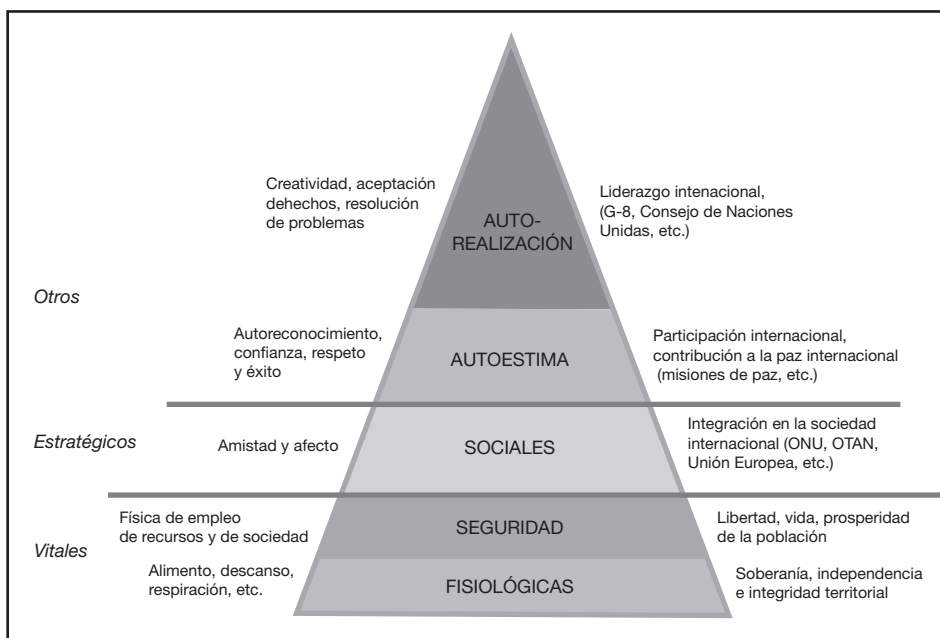 Creatividad, aceptación
dehechos, resolución
de problemas
AUTO-
REALIZACIÓN
Liderazgo intenacional,
(G-8, Consejo de Naciones
Unidas, etc.)
Otros
Autoreconocimiento,
confianza, respeto
y éxito
AUTOESTIMA
Participación internacional,
contribución a la paz internacional
(misiones de paz, etc.)
Estratégicos
Amistad y afecto
SOCIALES
Integración en la sociedad
internacional (ONU, OTAN,
Unión Europea, etc.)
Vitales
Física de empleo
de recursos y de sociedad
SEGURIDAD
Libertad, vida, prosperidad
de la población
Alimento, descanso,
respiración, etc.
FISIOLÓGICAS
Soberanía, independencia
e integridad territorial